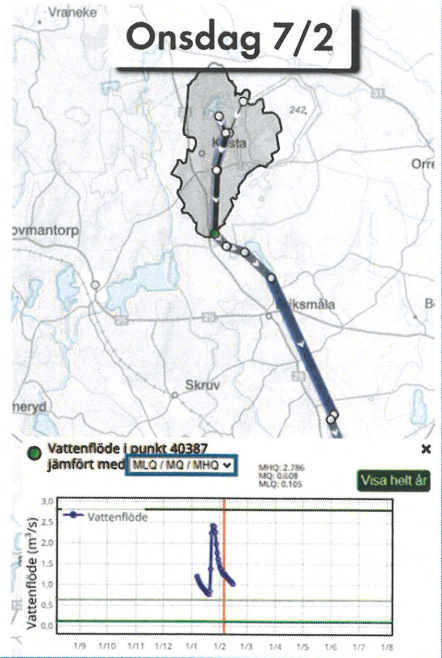 Vraneke
Onsdag 7/2
242,
31
Kosta
Orre
ovmantorp
Eriksmåla
25
25
B
28
Skruv
neryd
Vattenflöde i punkt 40387
jämfört med MLQ / MQ / MHQ
MHQ: 2.786
MQ: 0.608
MLQ: 0.105
Visa helt år
Vattenflöde (m³/s)
Vattenflöde
3,0
2,5
2,0
1,5
1,0
0,5
0,0
1/9 1/10 1/11 1/12 1/1 1/2 1/3 1/4 1/5 1/6 1/7 1/8